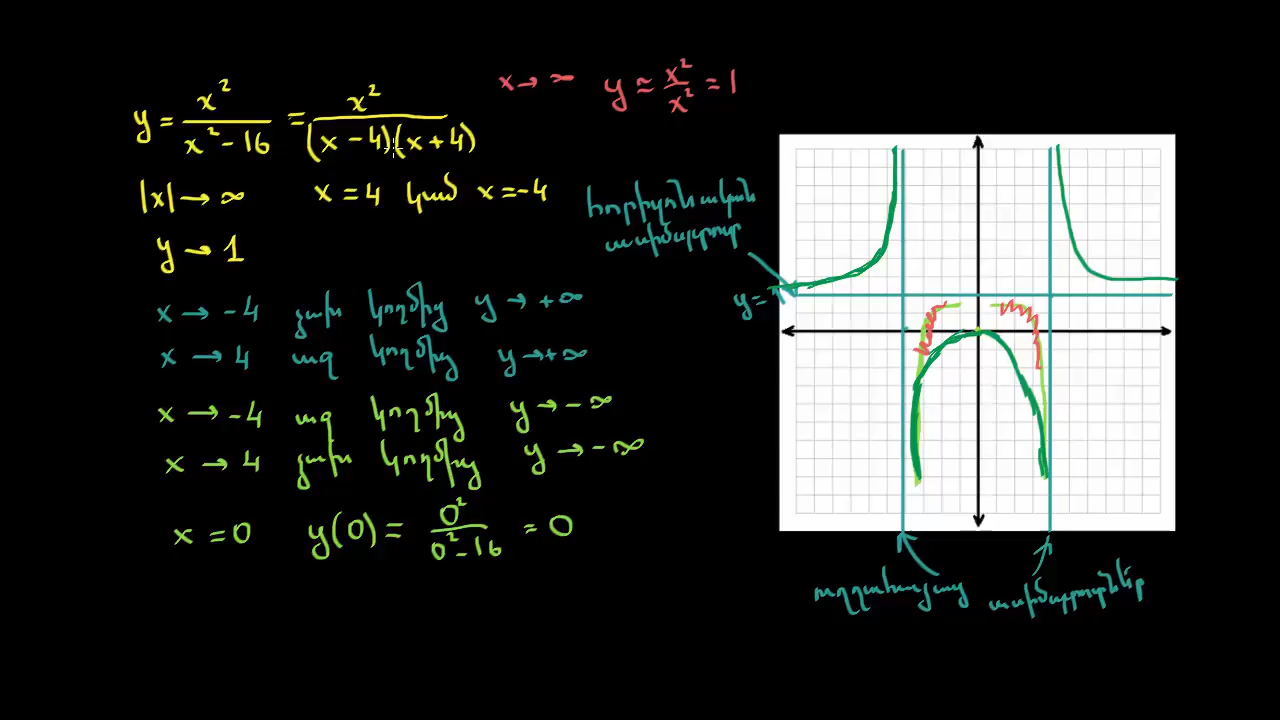 y = x²/(x² - 16) = x²/((x - 4)(x + 4))
x → ∞ y ≈ x²/x² = 1
|x| → ∞ x = 4 կամ x = -4
y → 1
հորիզոնական
ասիմպտոտ
y =
x → -4 ձախ կողմից y → +∞
x → 4 աջ կողմից y → +∞
x → -4 աջ կողմից y → -∞
x → 4 ձախ կողմից y → -∞
x = 0 y(0) = 0²/(0² - 16) = 0
ուղղահայաց ասիմպտոտներ